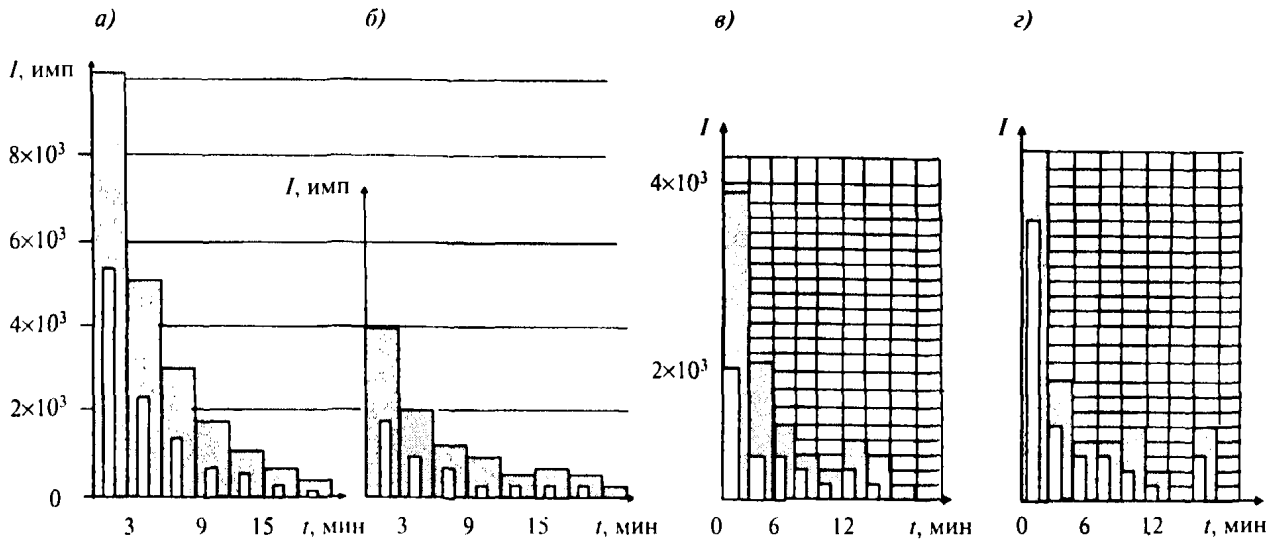 а) б) в) г)
I, имп
8×10³
6×10³
4×10³
2×10³
0
3 9 15 t, мин
I, имп
3 9 15 t, мин
I
4×10³
2×10³
0 6 12 t, мин
I
0 6 12 t, мин